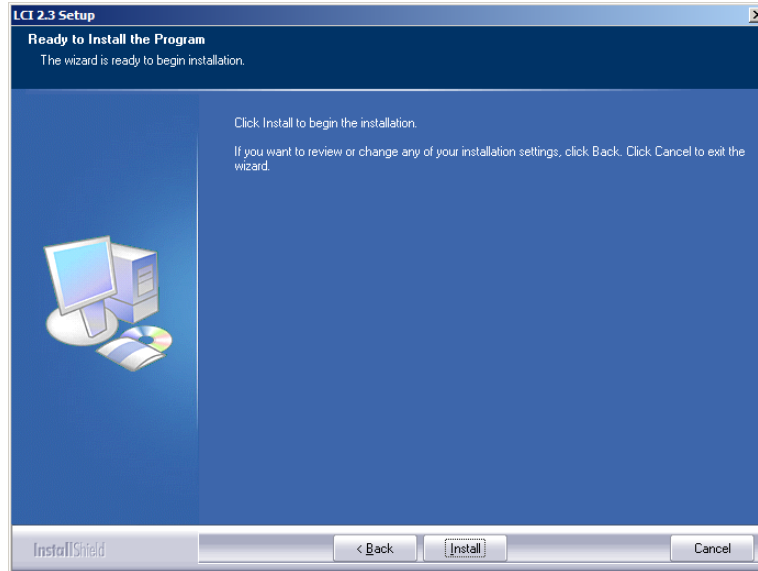 LCI 2.3 Setup
Ready to Install the Program
The wizard is ready to begin installation.
Click Install to begin the installation.
If you want to review or change any of your installation settings, click Back. Click Cancel to exit the
wizard.
InstallShield
< Back
Install
Cancel